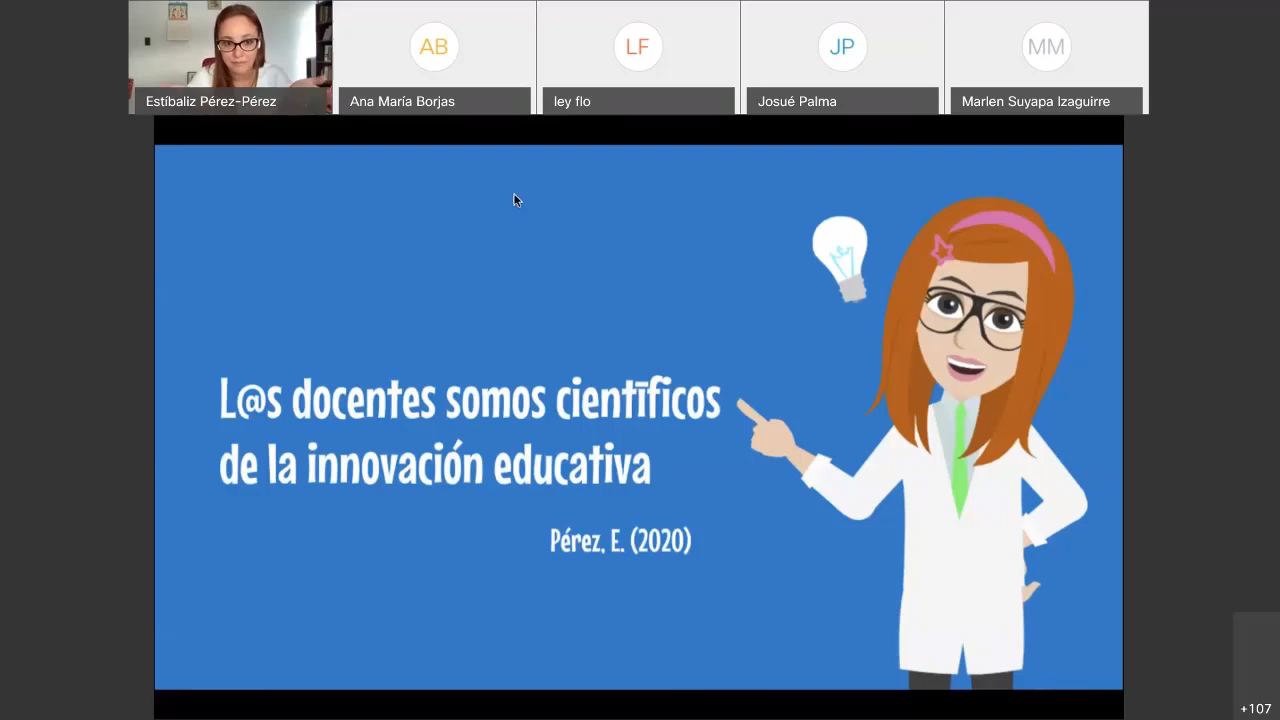 AB
LF
JP
MM
Estíbaliz Pérez-Pérez
Ana María Borjas
ley flo
Josué Palma
Marlen Suyapa Izaguirre
L@s docentes somos científicos
de la innovación educativa
Pérez, E. (2020)
+107